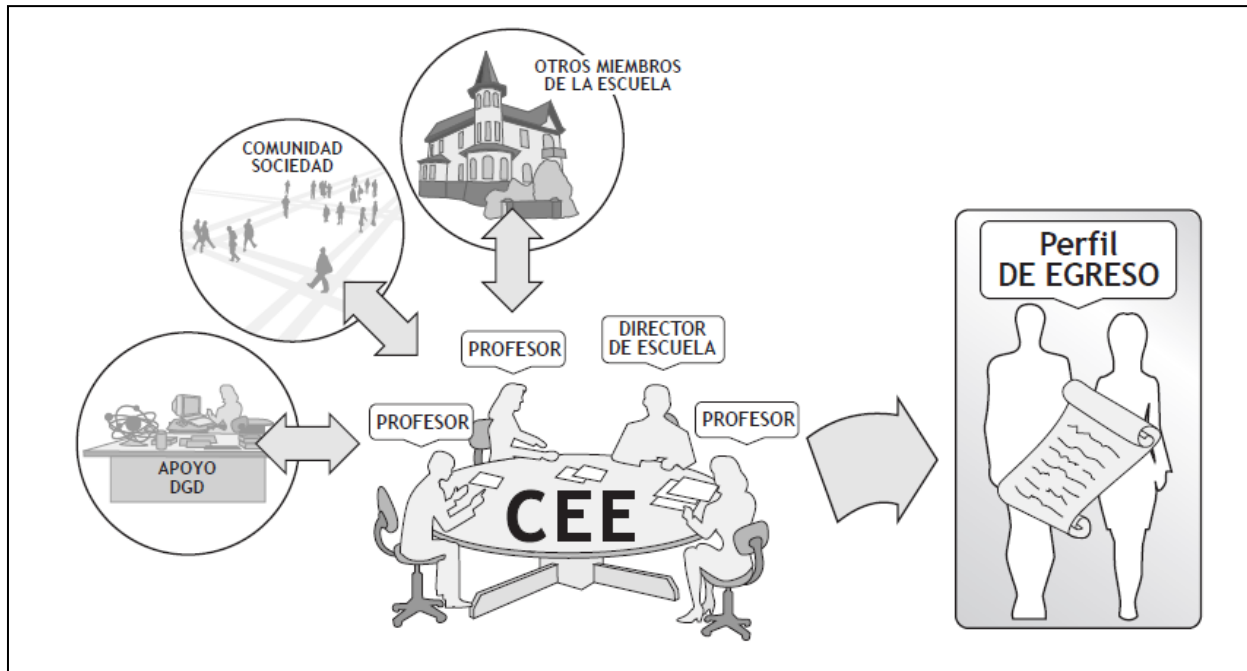 OTROS MIEMBROS
DE LA ESCUELA
COMUNIDAD
SOCIEDAD
Perfil
DE EGRESO
PROFESOR
DIRECTOR
DE ESCUELA
PROFESOR
PROFESOR
APOYO
DGD
CEE